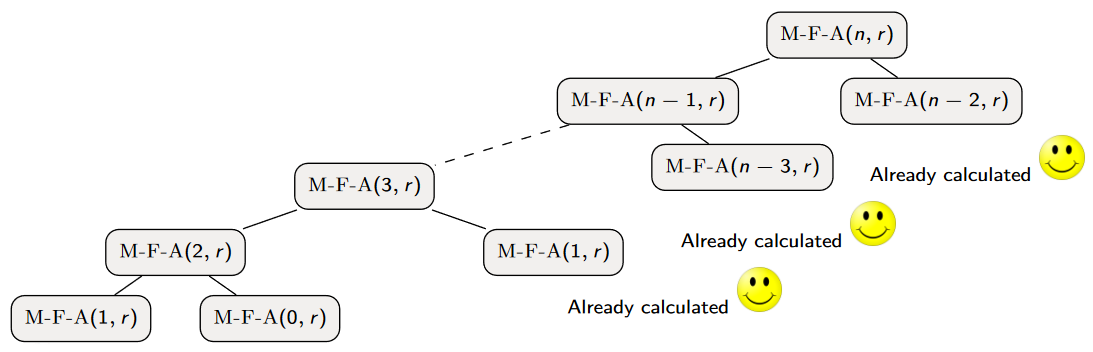 M-F-A(n, r)
M-F-A(n − 1, r)
M-F-A(n − 2, r)
M-F-A(n − 3, r)
Already calculated
M-F-A(3, r)
Already calculated
M-F-A(2, r)
M-F-A(1, r)
Already calculated
M-F-A(1, r)
M-F-A(0, r)